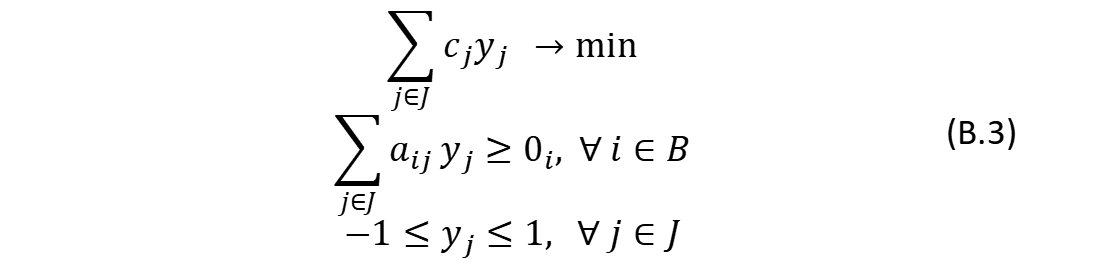 ∑_{j∈J} c_j y_j → min
∑_{j∈J} a_{ij} y_j ≥ 0_i, ∀ i ∈ B (B.3)
−1 ≤ y_j ≤ 1, ∀ j ∈ J